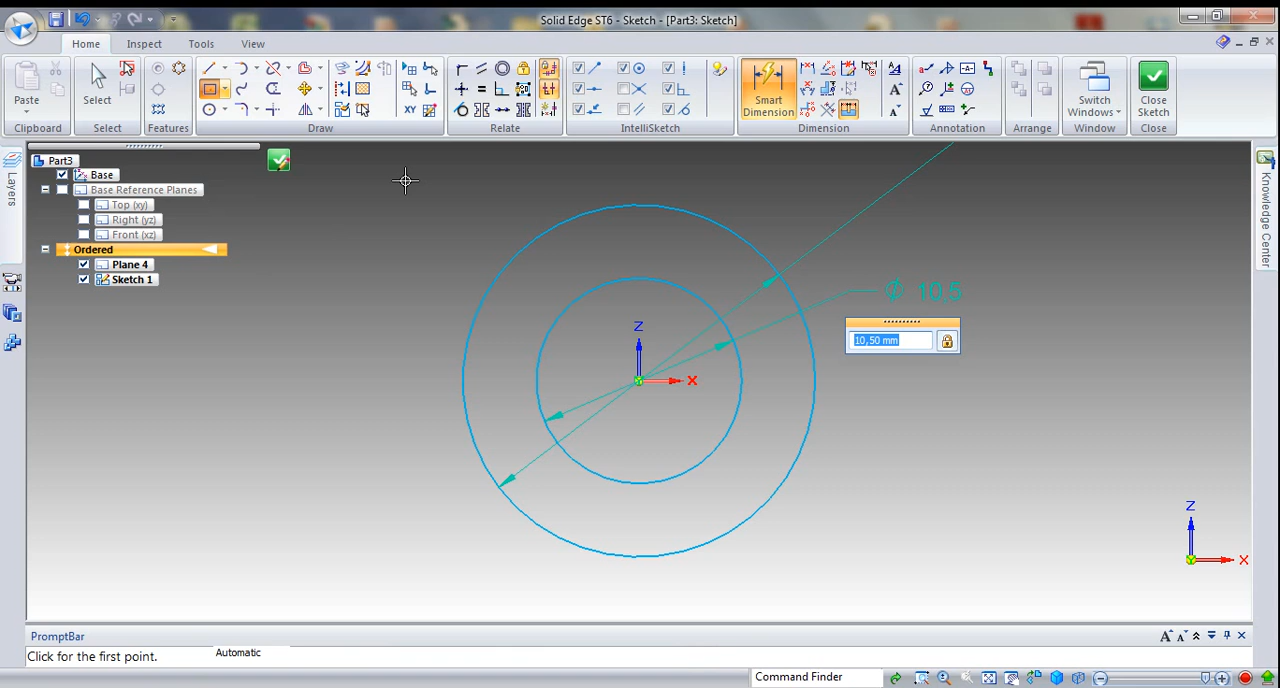 Solid Edge ST6 - Sketch - [Part3: Sketch]
Home Inspect Tools View
Paste
Select
Smart Dimension
Switch Windows
Close Sketch
Clipboard Select Features Draw Relate IntelliSketch Dimension Annotation Arrange Window Close
XY
Layers
Part3
Base
Base Reference Planes
Top (xy)
Right (yz)
Front (xz)
Ordered
Plane 4
Sketch 1
Knowledge Center
Ø 10,5
10,50 mm
Z
X
Z
X
PromptBar
Click for the first point.
Automatic
Command Finder